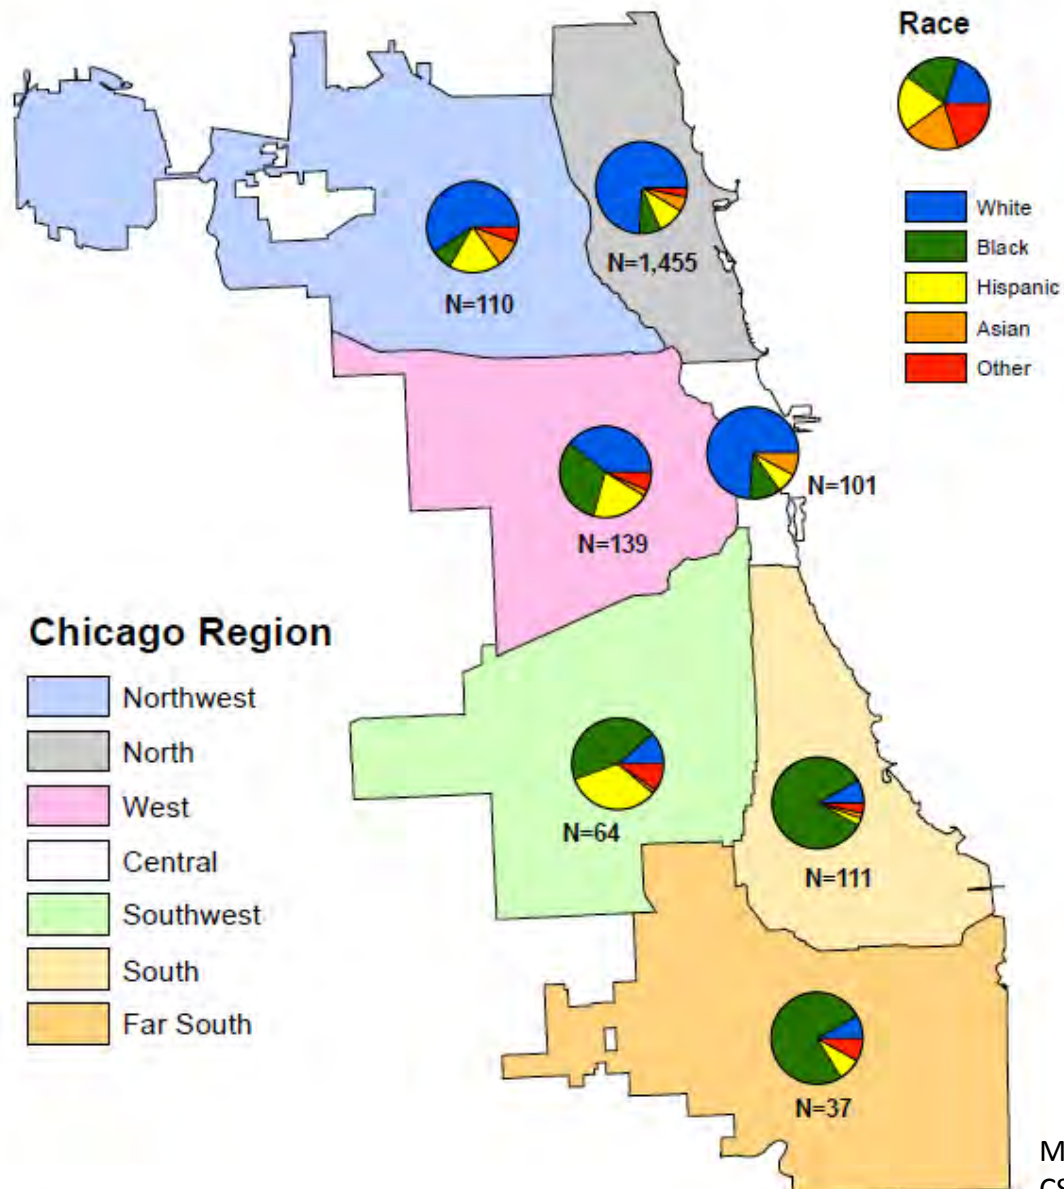 Race
White
Black
Hispanic
Asian
Other
N=1,455
N=110
N=101
N=139
Chicago Region
Northwest
North
West
Central
Southwest
South
Far South
N=64
N=111
N=37
M